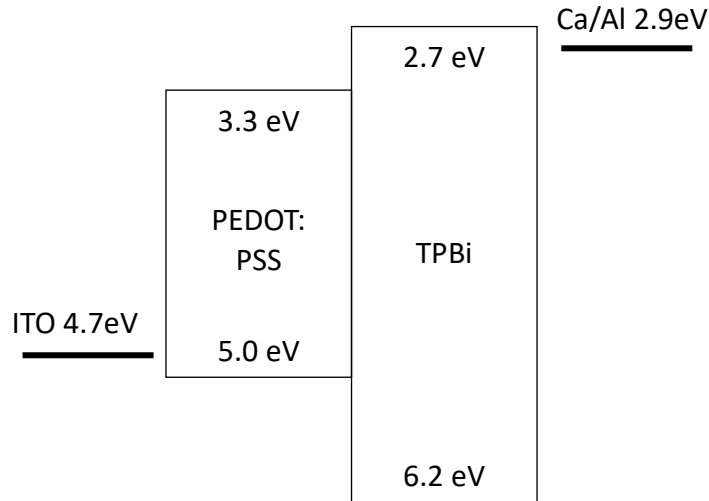 Ca/Al 2.9eV
2.7 eV
3.3 eV
PEDOT:
PSS
TPBi
ITO 4.7eV
5.0 eV
6.2 eV